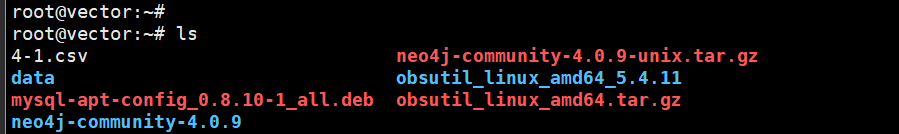 root@vector:~#
root@vector:~# ls
4-1.csv neo4j-community-4.0.9-unix.tar.gz
data obsutil_linux_amd64_5.4.11
mysql-apt-config_0.8.10-1_all.deb obsutil_linux_amd64.tar.gz
neo4j-community-4.0.9